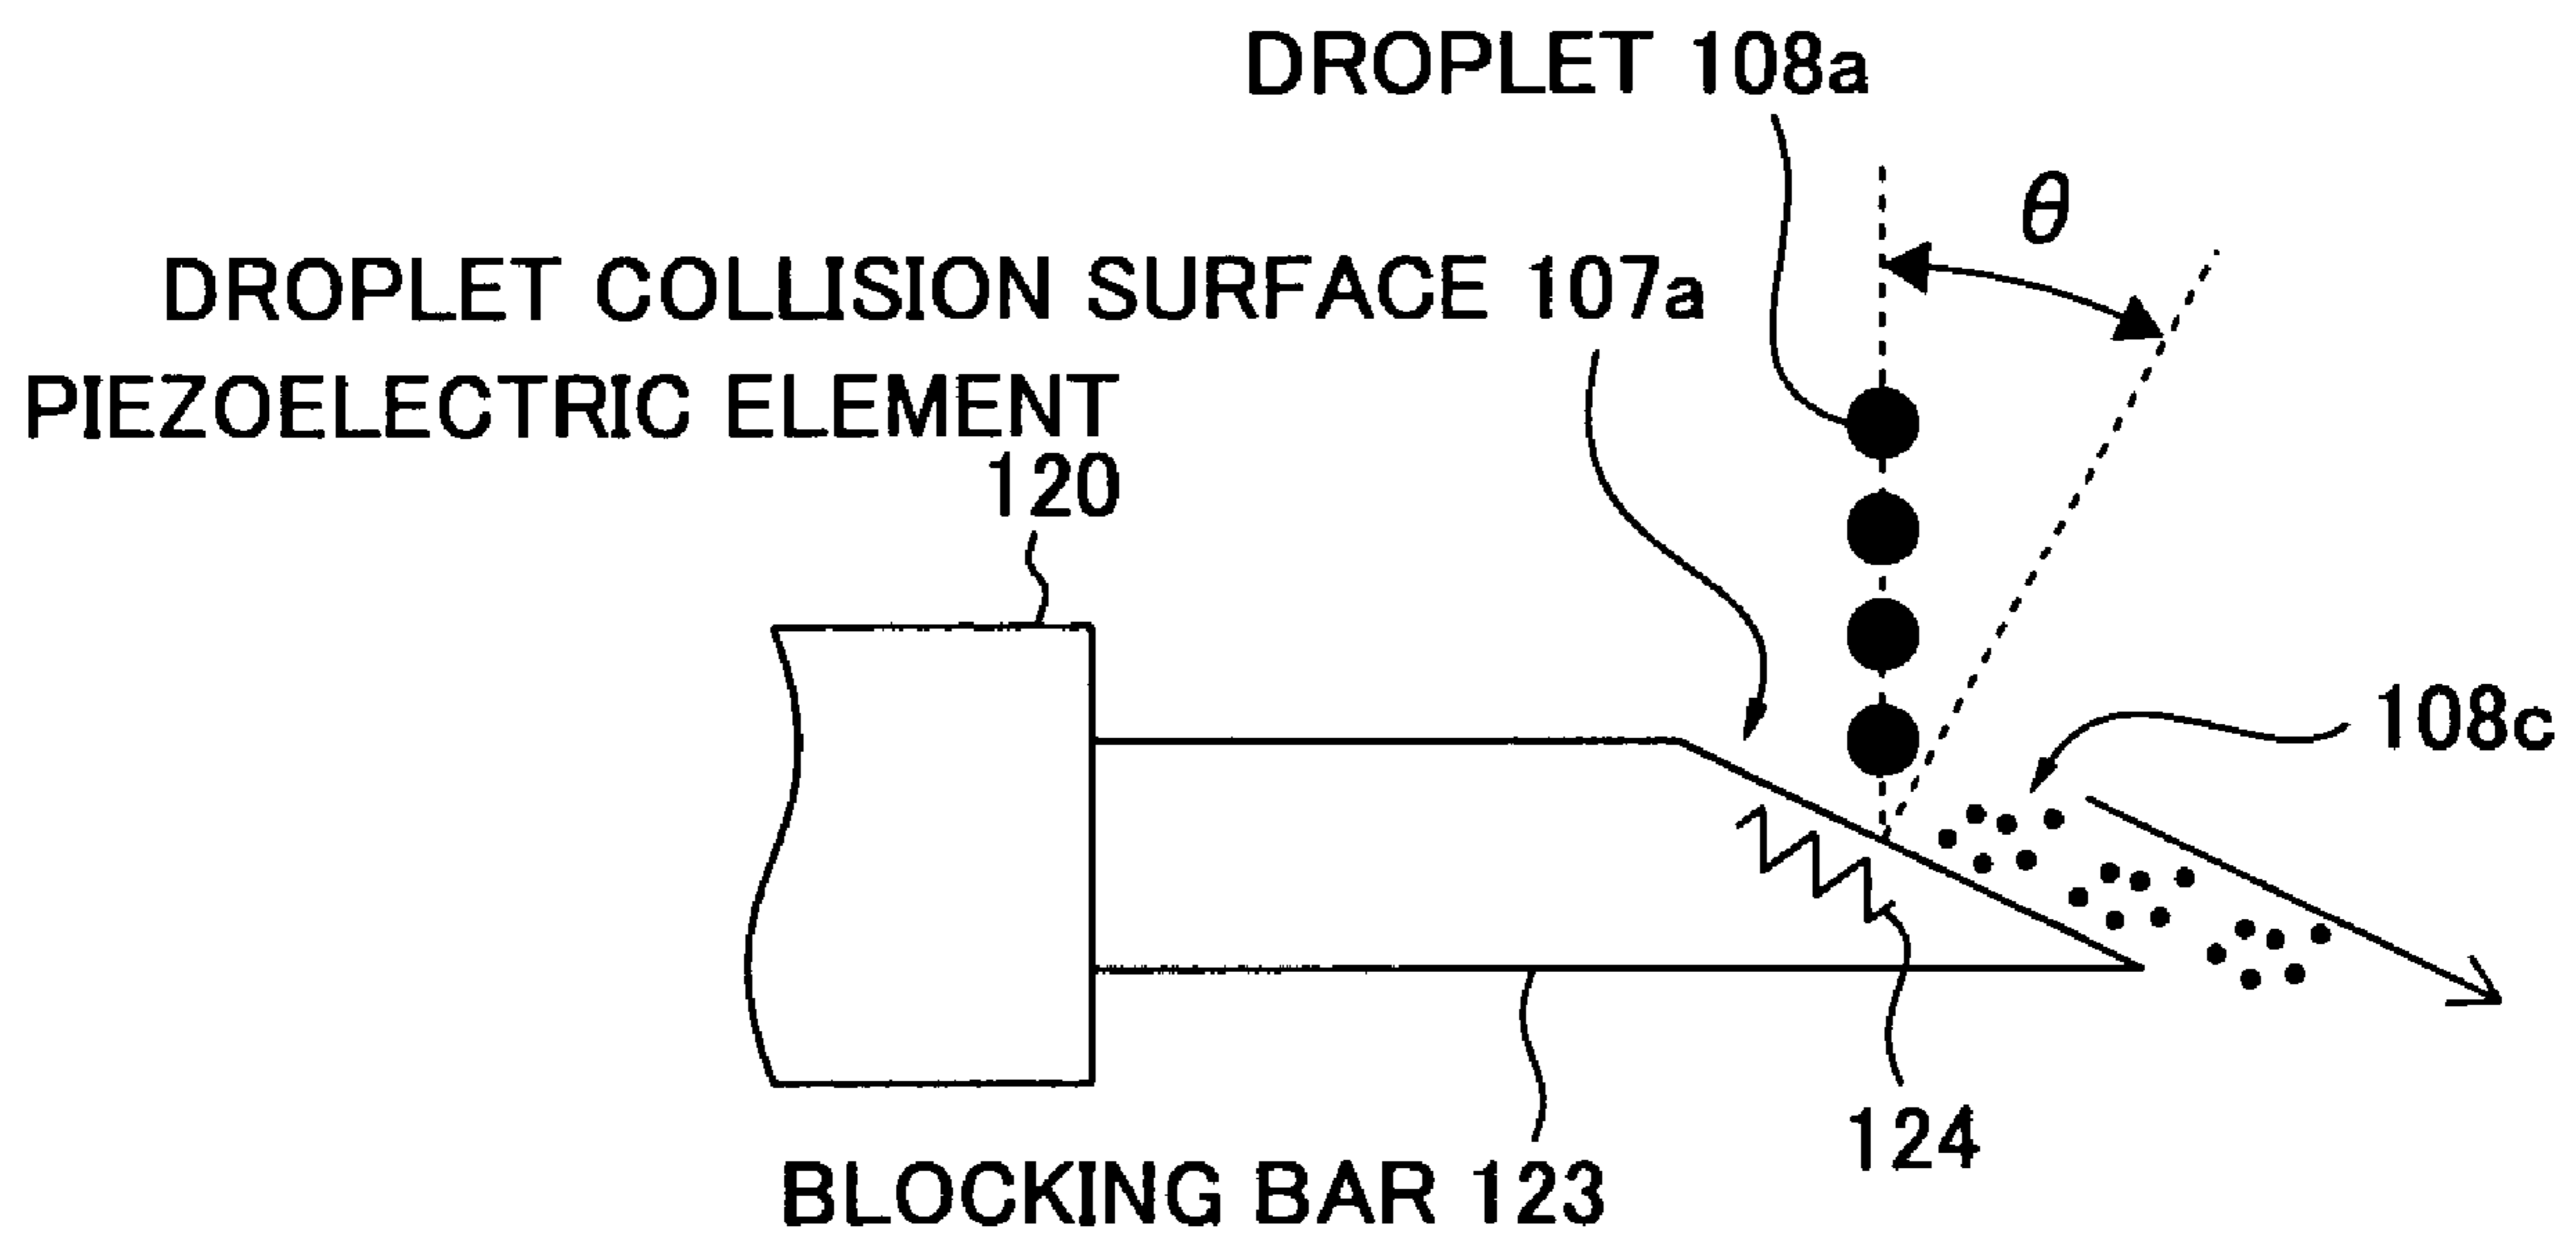 DROPLET 108a
θ
DROPLET COLLISION SURFACE 107a
PIEZOELECTRIC ELEMENT
120
108c
124
BLOCKING BAR 123